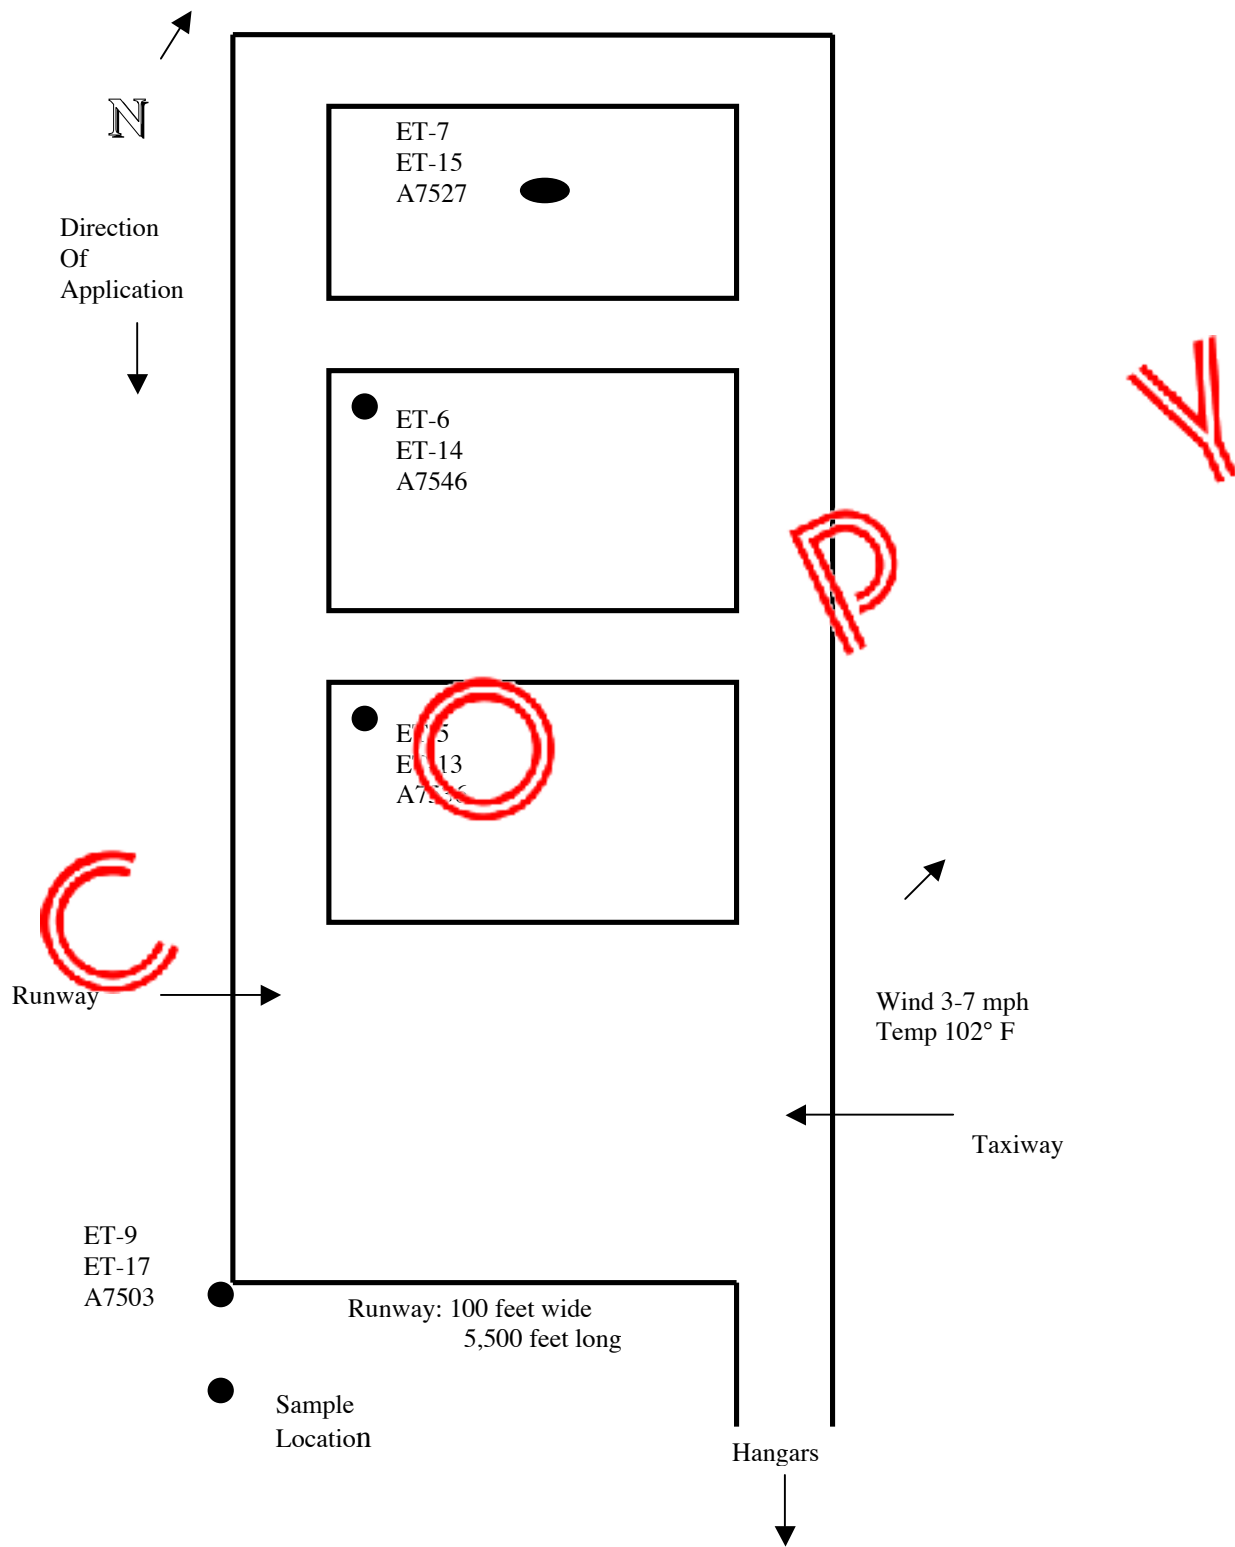 N
ET-7
ET-15
A7527
Direction
Of
Application
ET-6
ET-14
A7546
Y
P
O
C
Runway
Wind 3-7 mph
Temp 102° F
Taxiway
ET-9
ET-17
A7503
Runway: 100 feet wide
5,500 feet long
Sample
Location
Hangars